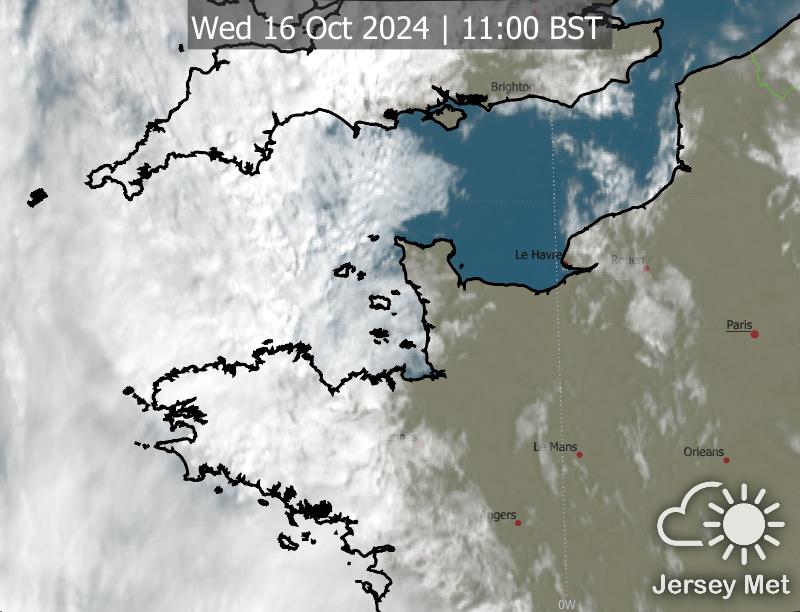 Wed 16 Oct 2024 | 11:00 BST
Brighton
Le Havre
Rouen
Paris
Le Mans
Orleans
Angers
Jersey Met
0W